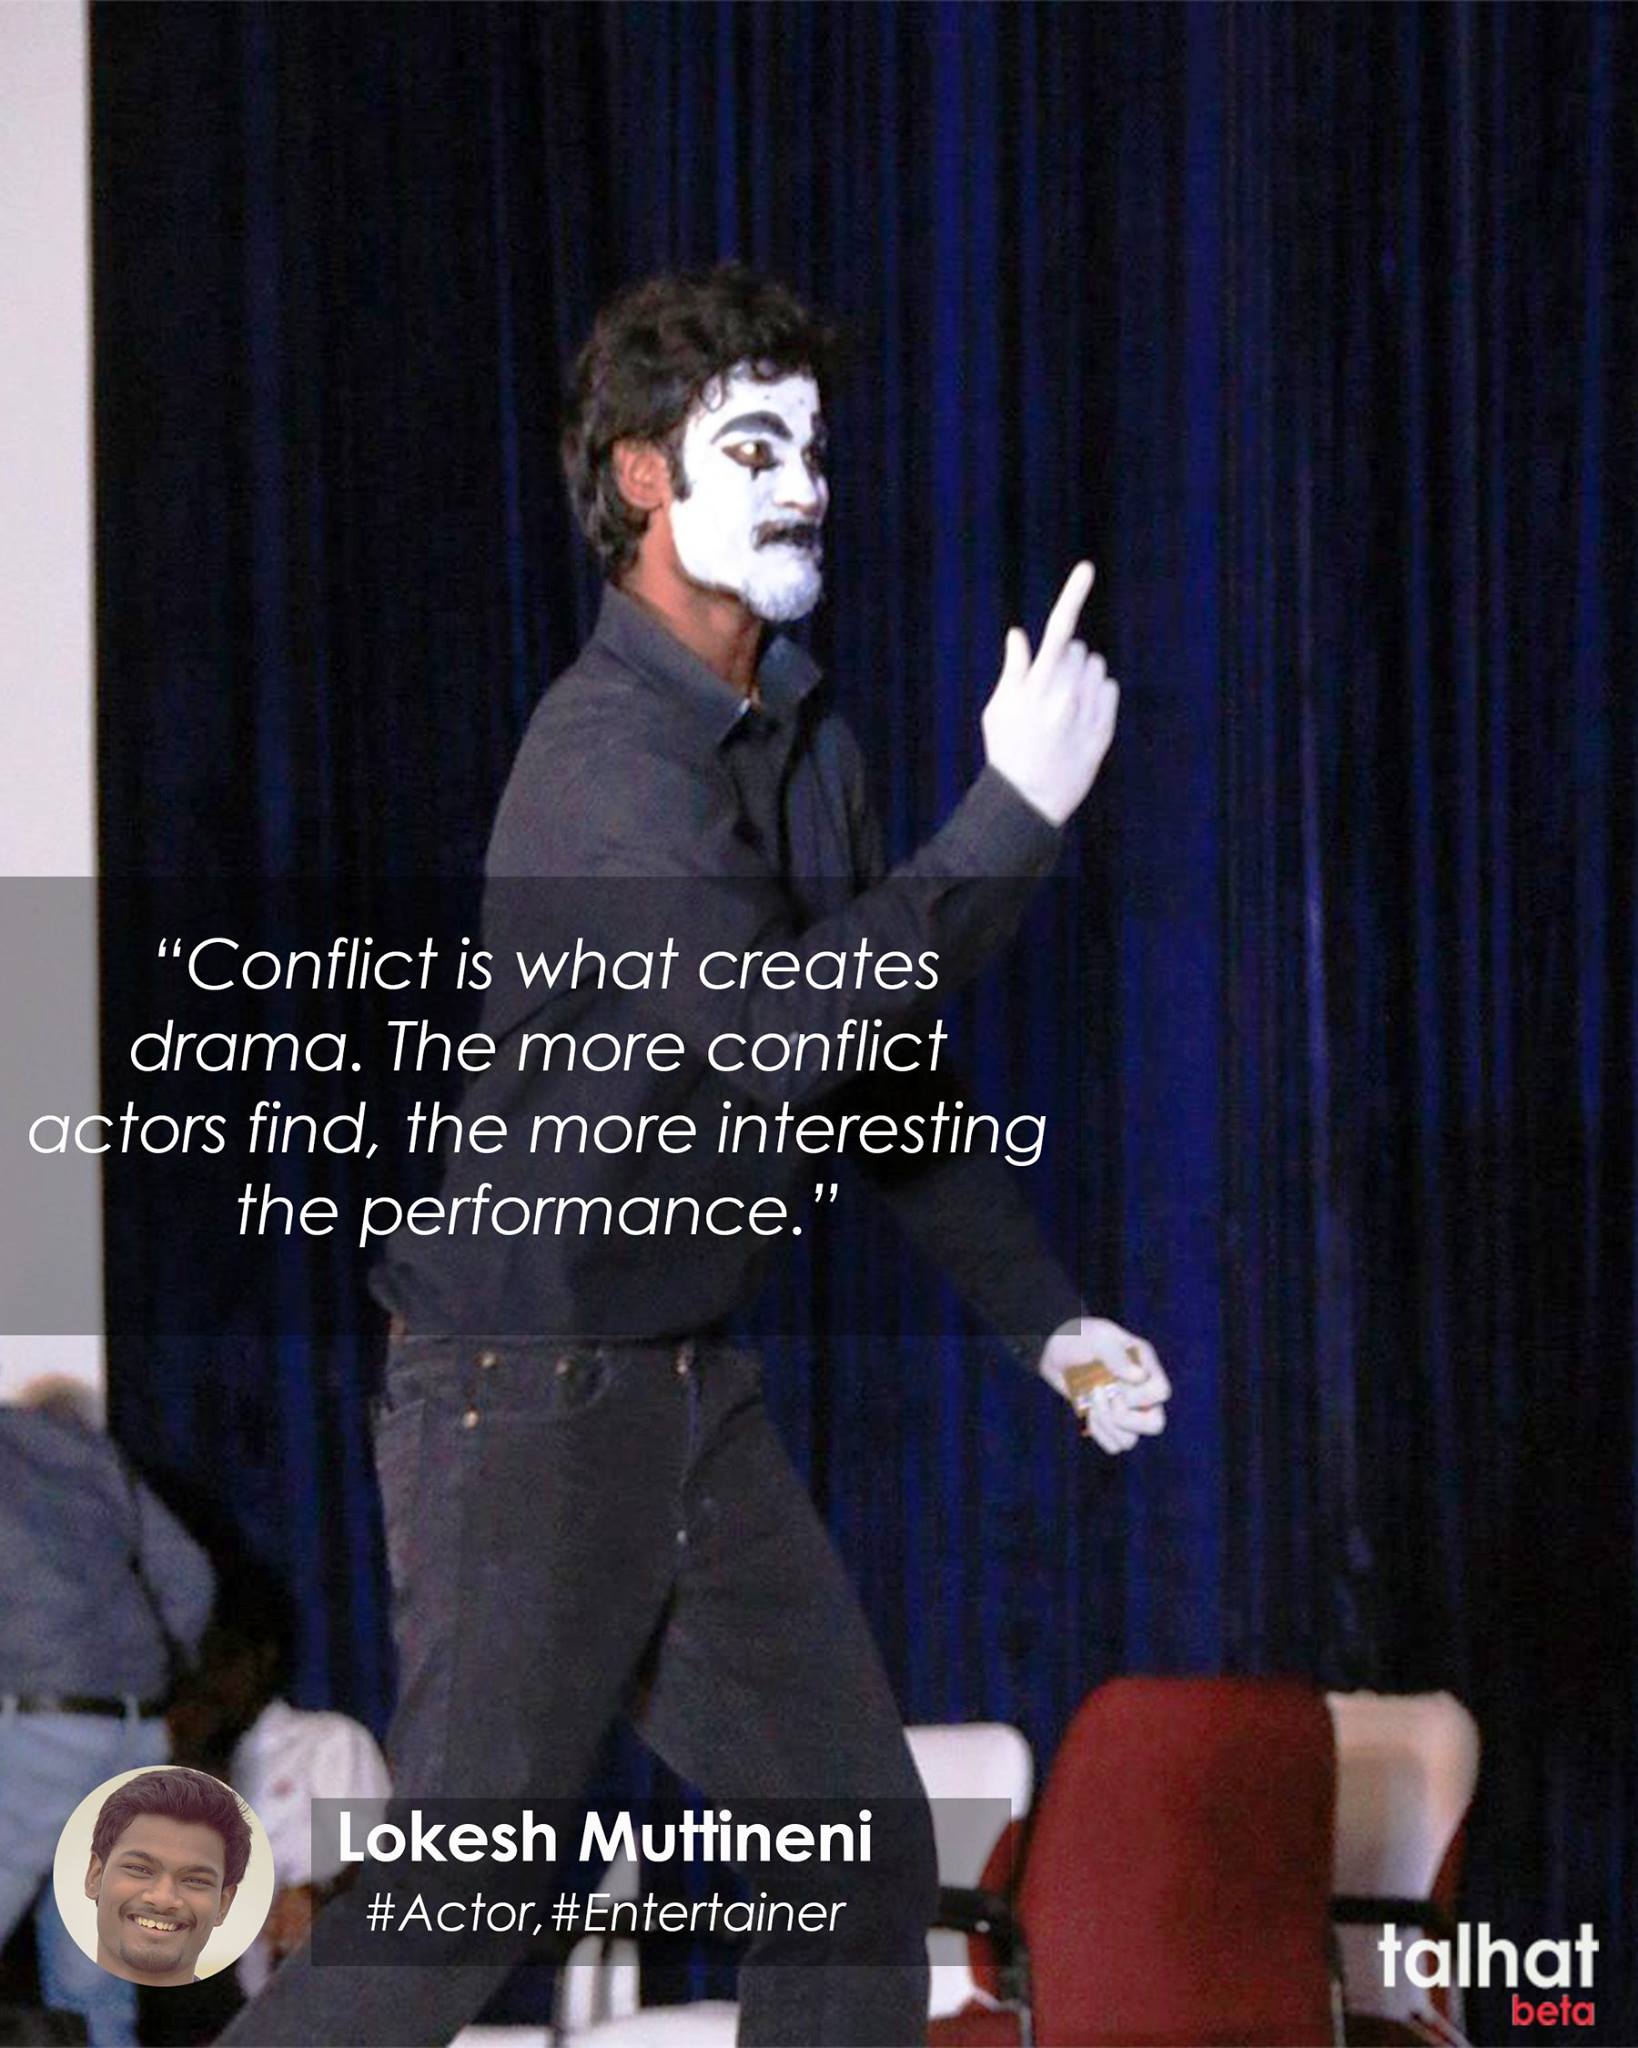 “Conflict is what creates
drama. The more conflict
actors find, the more interesting
the performance.”
Lokesh Muttineni
#Actor,#Entertainer
talhat
beta